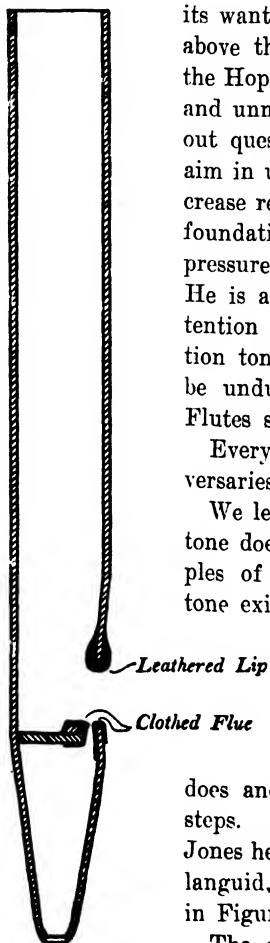 its want
above th
the Hop
and unn
out ques
aim in u
crease re
foundati
pressure
He is a
tention
tion ton
be undu
Flutes s
Every
versaries
We le
tone doe
ples of
tone exi
Leathered Lip
Clothed Flue
does and
steps.
Jones he
languid,
in Figur